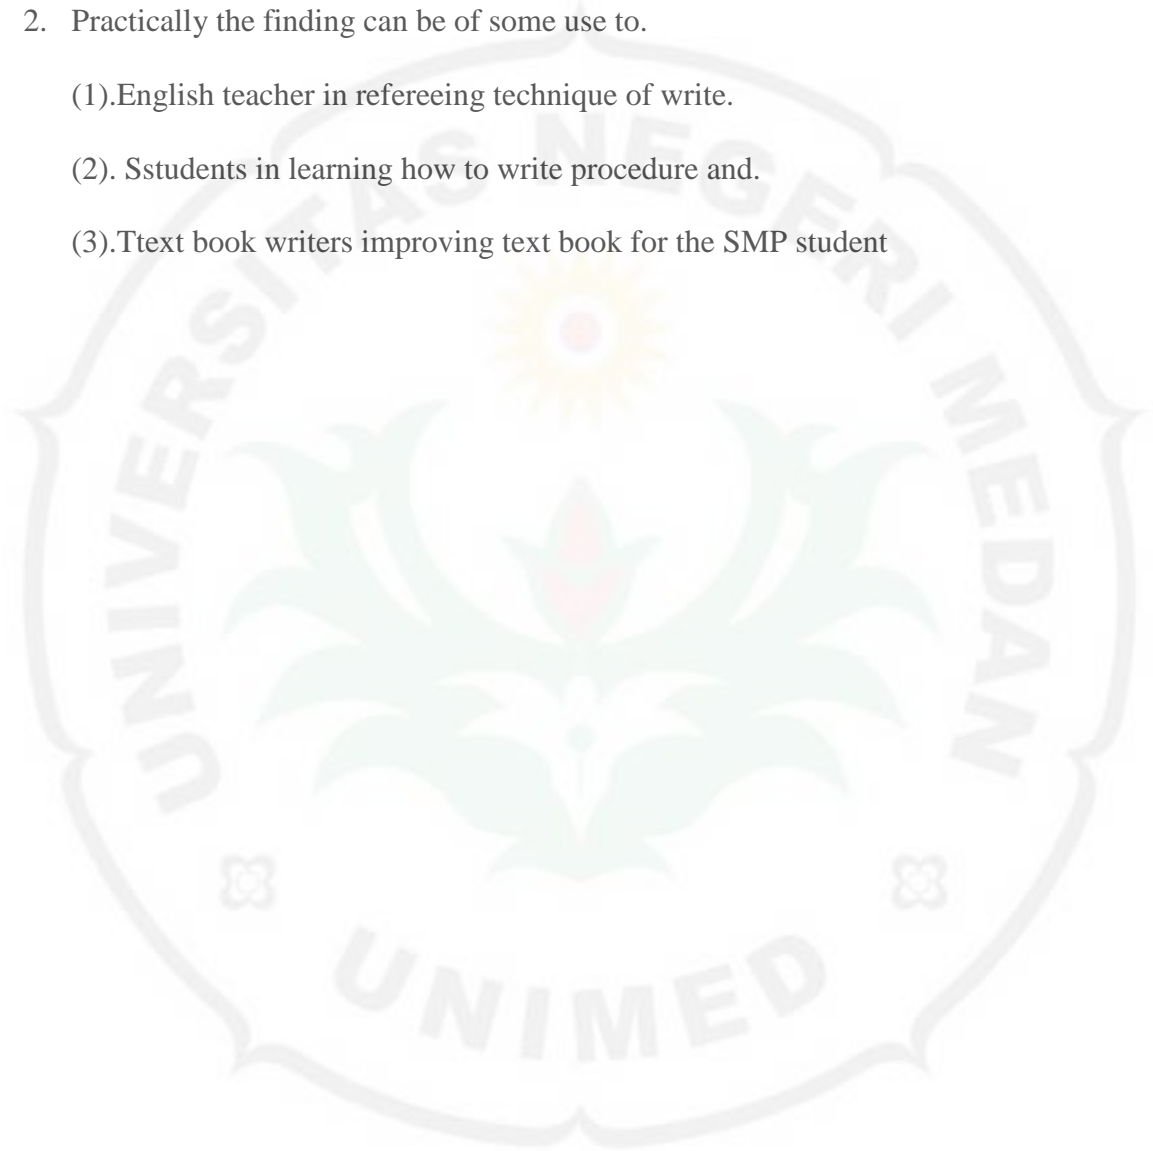 2. Practically the finding can be of some use to.
(1).English teacher in refereeing technique of write.
(2). Sstudents in learning how to write procedure and.
(3).Ttext book writers improving text book for the SMP student
UNIVERSITAS NEGERI MEDAN
UNIMED